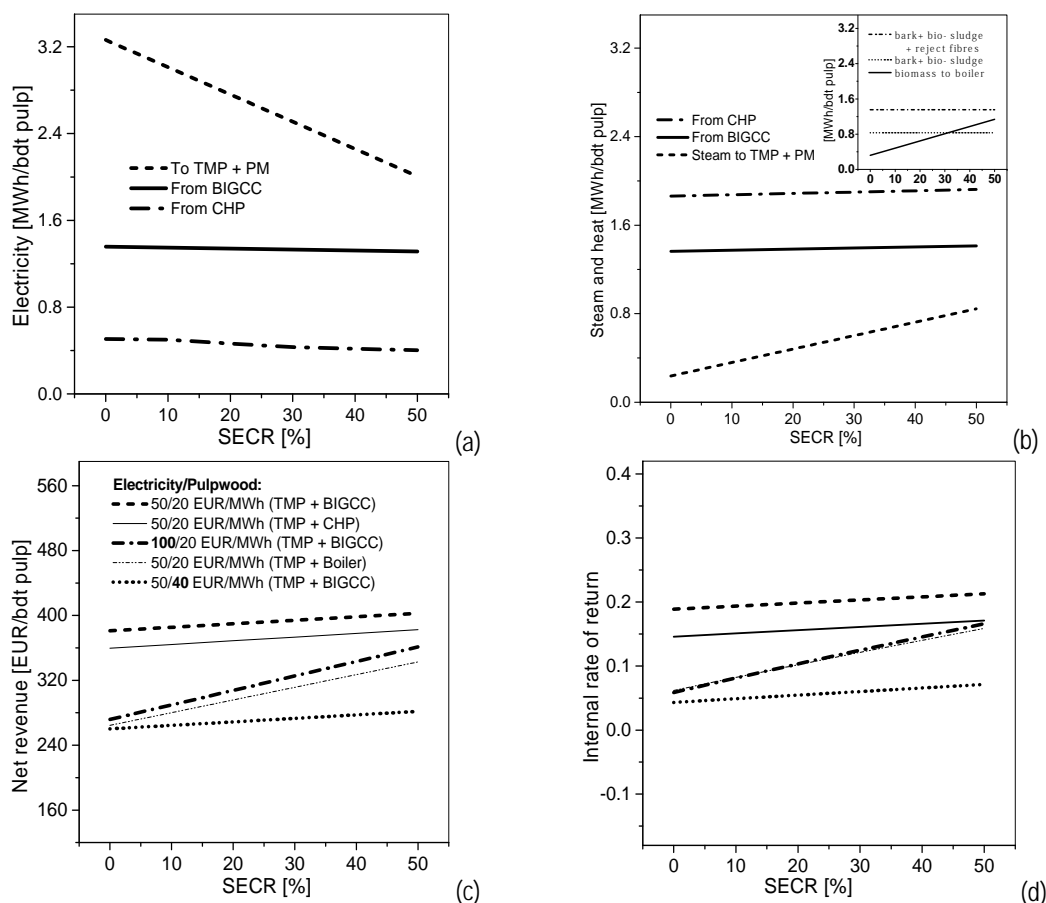 3.2
2.4
1.6
0.8
0.0
Electricity [MWh/bdt pulp]
To TMP + PM
From BIGCC
From CHP
0 10 20 30 40 50
SECR [%]
(a)
3.2
2.4
1.6
0.8
0.0
Steam and heat [MWh/bdt pulp]
From CHP
From BIGCC
Steam to TMP + PM
3.2
2.4
1.6
0.8
0.0
[MWh/bdt pulp]
bark+ bio- sludge
+ reject fibres
bark+ bio- sludge
biomass to boiler
0 10 20 30 40 50
0 10 20 30 40 50
SECR [%]
(b)
560
480
400
320
240
160
Net revenue [EUR/bdt pulp]
Electricity/Pulpwood:
50/20 EUR/MWh (TMP + BIGCC)
50/20 EUR/MWh (TMP + CHP)
100/20 EUR/MWh (TMP + BIGCC)
50/20 EUR/MWh (TMP + Boiler)
50/40 EUR/MWh (TMP + BIGCC)
0 10 20 30 40 50
SECR [%]
(c)
0.4
0.3
0.2
0.1
0.0
-0.1
Internal rate of return
0 10 20 30 40 50
SECR [%]
(d)